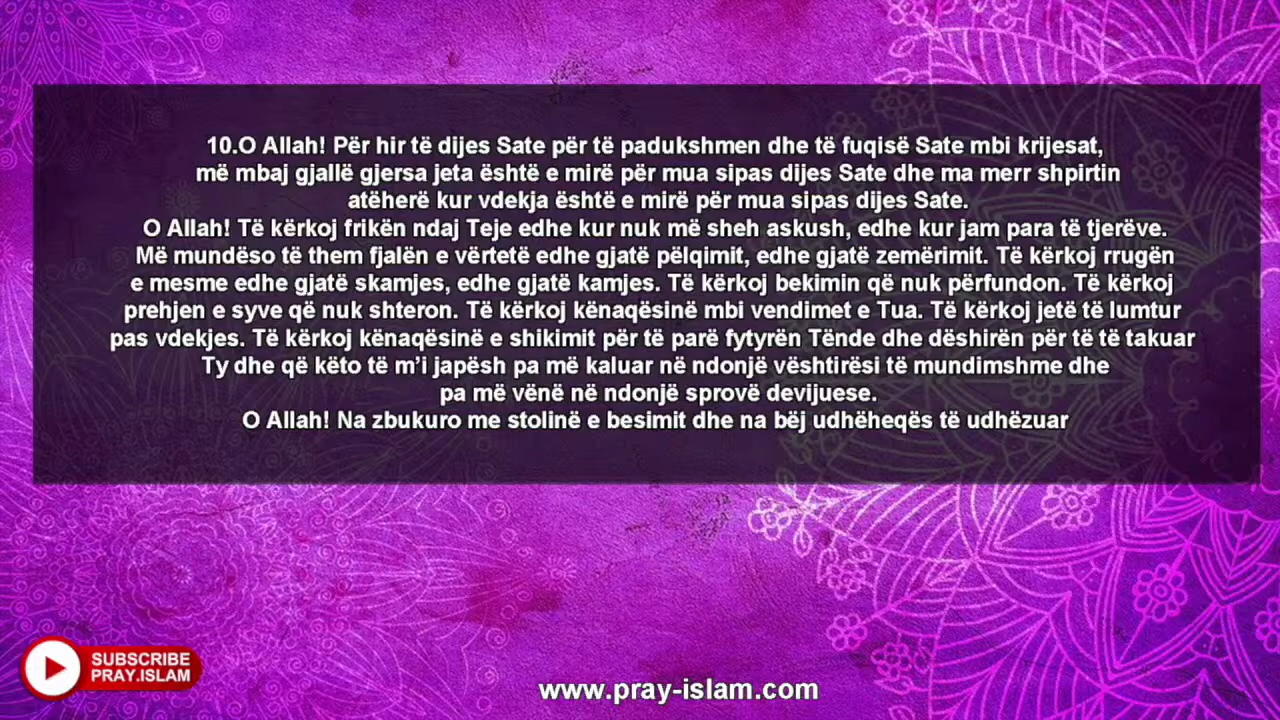 10.O Allah! Për hir të dijes Sate për të padukshmen dhe të fuqisë Sate mbi krijesat,
më mbaj gjallë gjersa jeta është e mirë për mua sipas dijes Sate dhe ma merr shpirtin
atëherë kur vdekja është e mirë për mua sipas dijes Sate.
O Allah! Të kërkoj frikën ndaj Teje edhe kur nuk më sheh askush, edhe kur jam para të tjerëve.
Më mundëso të them fjalën e vërtetë edhe gjatë pëlqimit, edhe gjatë zemërimit. Të kërkoj rrugën
e mesme edhe gjatë skamjes, edhe gjatë kamjes. Të kërkoj bekimin që nuk përfundon. Të kërkoj
prehjen e syve që nuk shteron. Të kërkoj kënaqësinë mbi vendimet e Tua. Të kërkoj jetë të lumtur
pas vdekjes. Të kërkoj kënaqësinë e shikimit për të parë fytyrën Tënde dhe dëshirën për të të takuar
Ty dhe që këto të m’i japësh pa më kaluar në ndonjë vështirësi të mundimshme dhe
pa më vënë në ndonjë sprovë devijuese.
O Allah! Na zbukuro me stolinë e besimit dhe na bëj udhëheqës të udhëzuar
SUBSCRIBE
PRAY.ISLAM
www.pray-islam.com